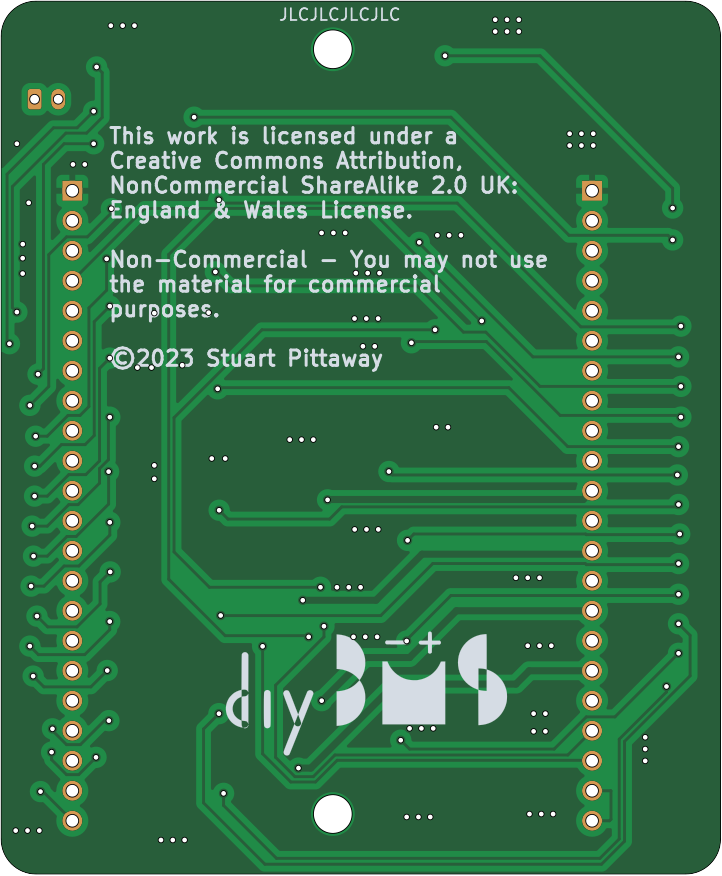 JLCJLCJLCJLC
This work is licensed under a
Creative Commons Attribution,
NonCommercial ShareAlike 2.0 UK:
England & Wales License.
Non-Commercial - You may not use
the material for commercial
purposes.
©2023 Stuart Pittaway
diyBMS